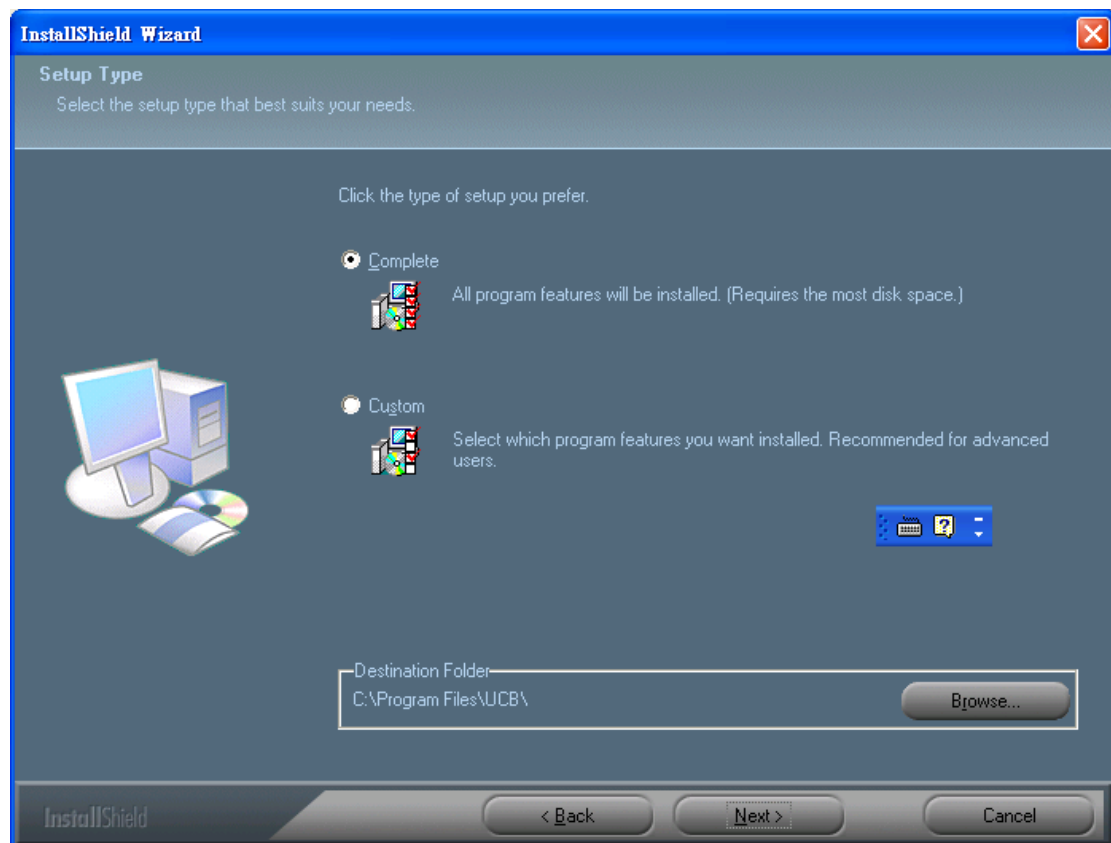 InstallShield Wizard
Setup Type
Select the setup type that best suits your needs.
Click the type of setup you prefer.
Complete
All program features will be installed. (Requires the most disk space.)
Custom
Select which program features you want installed. Recommended for advanced
users.
Destination Folder
C:\Program Files\UCB\
Browse...
InstallShield
< Back
Next >
Cancel